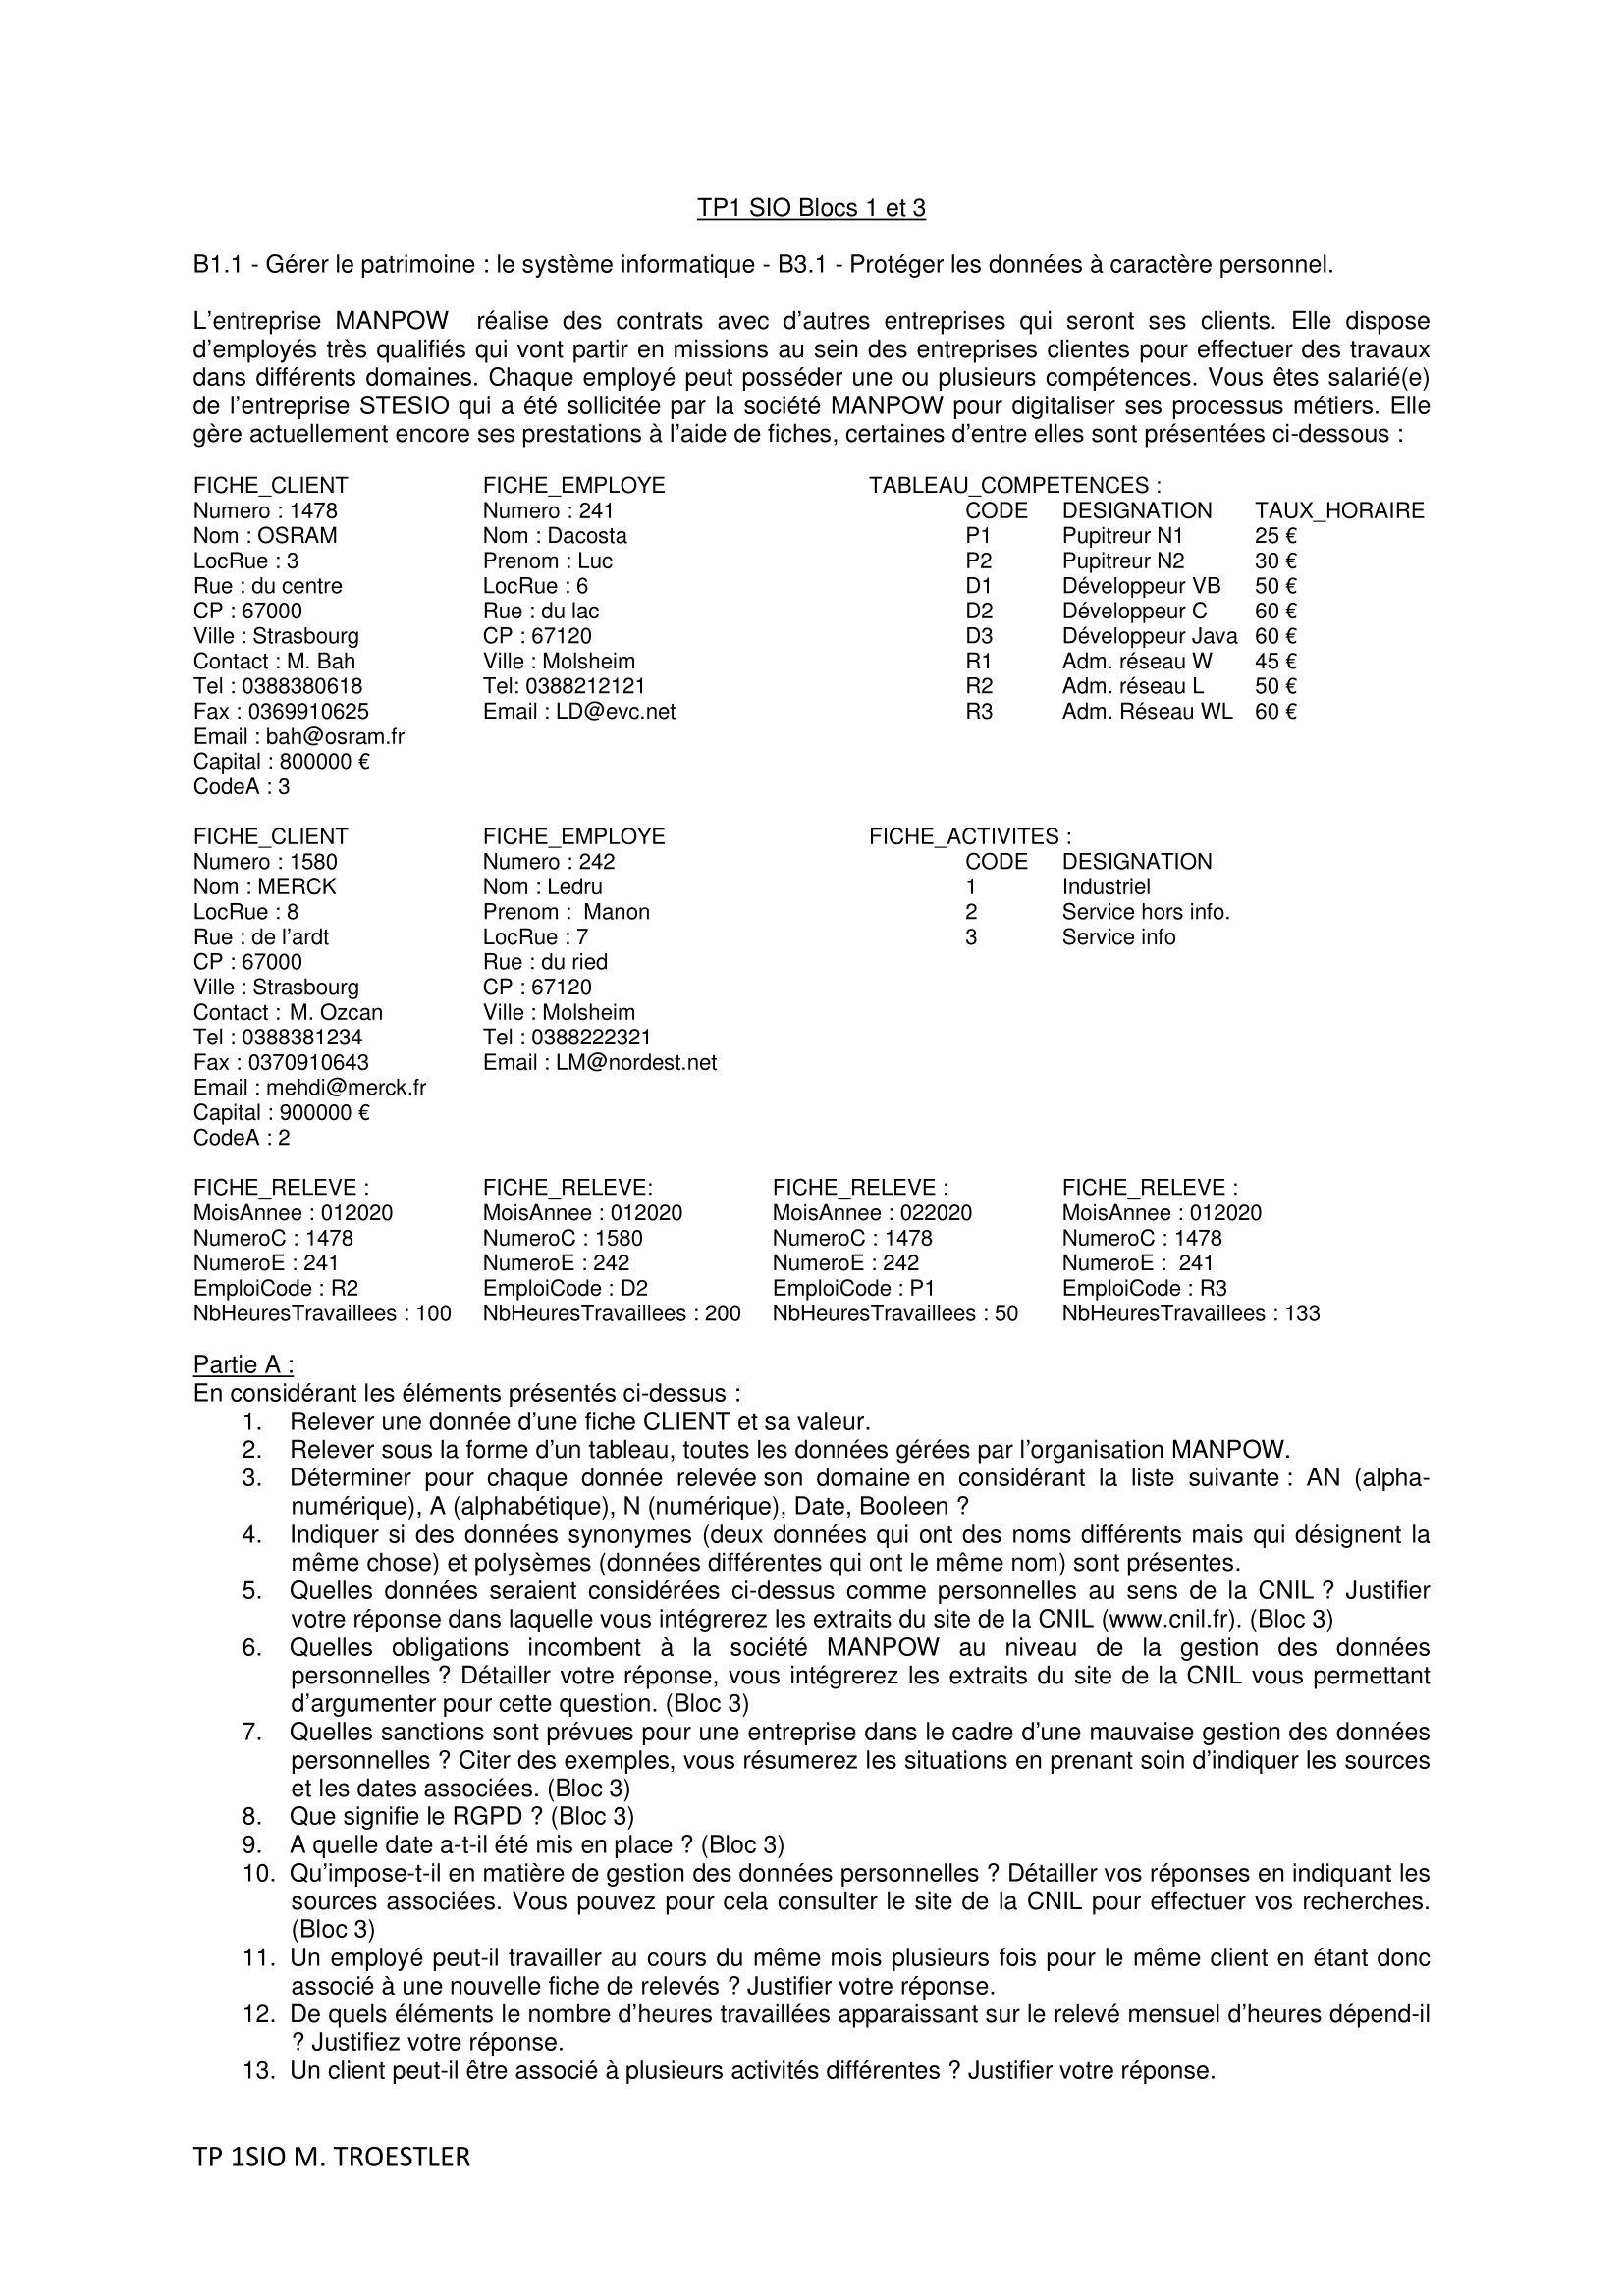 TP1 SIO Blocs 1 et 3
B1.1 - Gérer le patrimoine : le système informatique - B3.1 - Protéger les données à caractère personnel.
L'entreprise MANPOW réalise des contrats avec d'autres entreprises qui seront ses clients. Elle dispose
d'employés très qualifiés qui vont partir en missions au sein des entreprises clientes pour effectuer des travaux
dans différents domaines. Chaque employé peut posséder une ou plusieurs compétences. Vous êtes salarié(e)
de l'entreprise STESIO qui a été sollicitée par la société MANPOW pour digitaliser ses processus métiers. Elle
gère actuellement encore ses prestations à l'aide de fiches, certaines d'entre elles sont présentées ci-dessous :
FICHE_CLIENT FICHE_EMPLOYE TABLEAU_COMPETENCES :
Numero : 1478 Numero : 241 CODE DESIGNATION TAUX_HORAIRE
Nom : OSRAM Nom : Dacosta P1 Pupitreur N1 25 €
LocRue : 3 Prenom : Luc P2 Pupitreur N2 30 €
Rue : du centre LocRue : 6 D1 Développeur VB 50 €
CP : 67000 Rue : du lac D2 Développeur C 60 €
Ville : Strasbourg CP : 67120 D3 Développeur Java 60 €
Contact : M. Bah Ville : Molsheim R1 Adm. réseau W 45 €
Tel : 0388380618 Tel: 0388212121 R2 Adm. réseau L 50 €
Fax : 0369910625 Email : LD@evc.net R3 Adm. Réseau WL 60 €
Email : bah@osram.fr
Capital : 800000 €
CodeA : 3
FICHE_CLIENT FICHE_EMPLOYE FICHE_ACTIVITES :
Numero : 1580 Numero : 242 CODE DESIGNATION
Nom : MERCK Nom : Ledru 1 Industriel
LocRue : 8 Prenom : Manon 2 Service hors info.
Rue : de l'ardt LocRue : 7 3 Service info
CP : 67000 Rue : du ried
Ville : Strasbourg CP : 67120
Contact : M. Ozcan Ville : Molsheim
Tel : 0388381234 Tel : 0388222321
Fax : 0370910643 Email : LM@nordest.net
Email : mehdi@merck.fr
Capital : 900000 €
CodeA : 2
FICHE_RELEVE : FICHE_RELEVE: FICHE_RELEVE : FICHE_RELEVE :
MoisAnnee : 012020 MoisAnnee : 012020 MoisAnnee : 022020 MoisAnnee : 012020
NumeroC : 1478 NumeroC : 1580 NumeroC : 1478 NumeroC : 1478
NumeroE : 241 NumeroE : 242 NumeroE : 242 NumeroE : 241
EmploiCode : R2 EmploiCode : D2 EmploiCode : P1 EmploiCode : R3
NbHeuresTravaillees : 100 NbHeuresTravaillees : 200 NbHeuresTravaillees : 50 NbHeuresTravaillees : 133
Partie A :
En considérant les éléments présentés ci-dessus :
1. Relever une donnée d'une fiche CLIENT et sa valeur.
2. Relever sous la forme d'un tableau, toutes les données gérées par l'organisation MANPOW.
3. Déterminer pour chaque donnée relevée son domaine en considérant la liste suivante : AN (alpha-
numérique), A (alphabétique), N (numérique), Date, Booleen ?
4. Indiquer si des données synonymes (deux données qui ont des noms différents mais qui désignent la
même chose) et polysèmes (données différentes qui ont le même nom) sont présentes.
5. Quelles données seraient considérées ci-dessus comme personnelles au sens de la CNIL ? Justifier
votre réponse dans laquelle vous intégrerez les extraits du site de la CNIL (www.cnil.fr). (Bloc 3)
6. Quelles obligations incombent à la société MANPOW au niveau de la gestion des données
personnelles ? Détailler votre réponse, vous intégrerez les extraits du site de la CNIL vous permettant
d'argumenter pour cette question. (Bloc 3)
7. Quelles sanctions sont prévues pour une entreprise dans le cadre d'une mauvaise gestion des données
personnelles ? Citer des exemples, vous résumerez les situations en prenant soin d'indiquer les sources
et les dates associées. (Bloc 3)
8. Que signifie le RGPD ? (Bloc 3)
9. A quelle date a-t-il été mis en place ? (Bloc 3)
10. Qu'impose-t-il en matière de gestion des données personnelles ? Détailler vos réponses en indiquant les
sources associées. Vous pouvez pour cela consulter le site de la CNIL pour effectuer vos recherches.
(Bloc 3)
11. Un employé peut-il travailler au cours du même mois plusieurs fois pour le même client en étant donc
associé à une nouvelle fiche de relevés ? Justifier votre réponse.
12. De quels éléments le nombre d'heures travaillées apparaissant sur le relevé mensuel d'heures dépend-il
? Justifiez votre réponse.
13. Un client peut-il être associé à plusieurs activités différentes ? Justifier votre réponse.
TP 1SIO M. TROESTLER